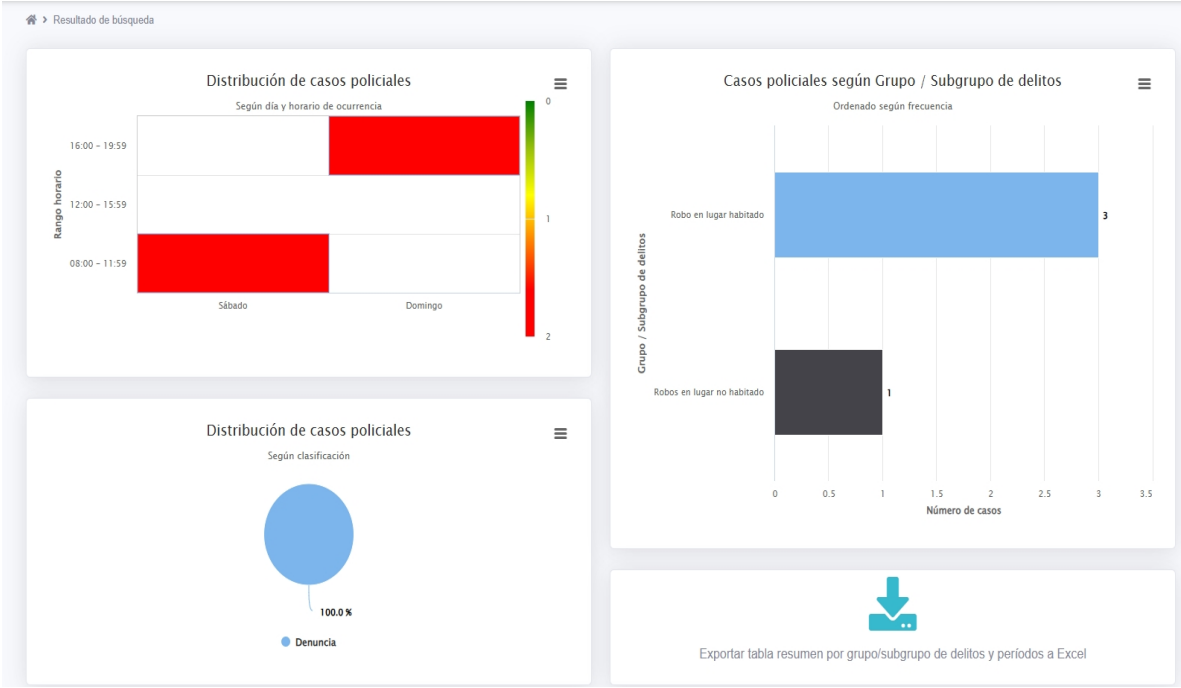 Resultado de búsqueda
Distribución de casos policiales
Según día y horario de ocurrencia
Rango horario
16:00 – 19:59
12:00 – 15:59
08:00 – 11:59
Sábado
Domingo
0
1
2
Casos policiales según Grupo / Subgrupo de delitos
Ordenado según frecuencia
Grupo / Subgrupo de delitos
Robo en lugar habitado
3
Robos en lugar no habitado
1
0
0.5
1
1.5
2
2.5
3
3.5
Número de casos
Distribución de casos policiales
Según clasificación
100.0 %
Denuncia
Exportar tabla resumen por grupo/subgrupo de delitos y períodos a Excel